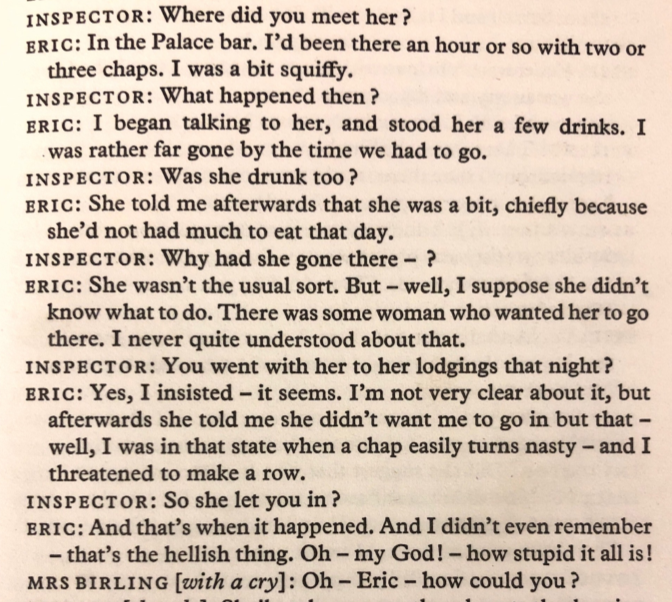 INSPECTOR: Where did you meet her?
ERIC: In the Palace bar. I'd been there an hour or so with two or
three chaps. I was a bit squiffy.
INSPECTOR: What happened then?
ERIC: I began talking to her, and stood her a few drinks. I
was rather far gone by the time we had to go.
INSPECTOR: Was she drunk too?
ERIC: She told me afterwards that she was a bit, chiefly because
she'd not had much to eat that day.
INSPECTOR: Why had she gone there – ?
ERIC: She wasn't the usual sort. But – well, I suppose she didn't
know what to do. There was some woman who wanted her to go
there. I never quite understood about that.
INSPECTOR: You went with her to her lodgings that night?
ERIC: Yes, I insisted – it seems. I'm not very clear about it, but
afterwards she told me she didn't want me to go in but that –
well, I was in that state when a chap easily turns nasty – and I
threatened to make a row.
INSPECTOR: So she let you in?
ERIC: And that's when it happened. And I didn't even remember
– that's the hellish thing. Oh – my God! – how stupid it all is!
MRS BIRLING [with a cry]: Oh – Eric – how could you?